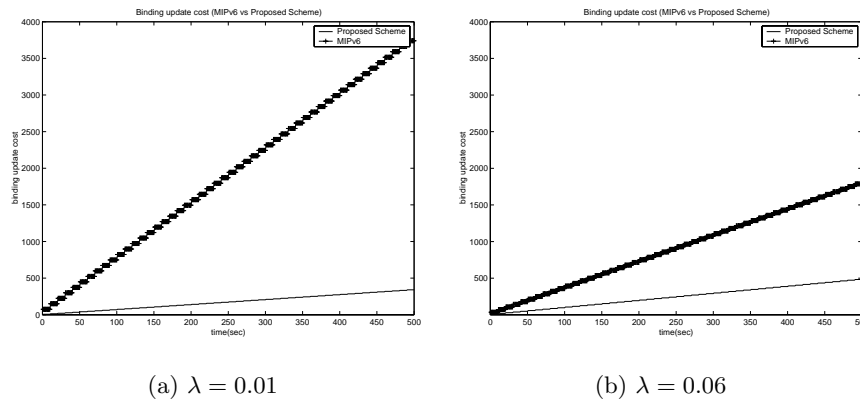 Binding update cost (MIPv6 vs Proposed Scheme)
4000
3500
3000
2500
2000
1500
1000
500
0
binding update cost
Proposed Scheme
MIPv6
0 50 100 150 200 250 300 350 400 450 500
time(sec)
(a) λ = 0.01
Binding update cost (MIPv6 vs Proposed Scheme)
4000
3500
3000
2500
2000
1500
1000
500
0
binding update cost
Proposed Scheme
MIPv6
0 50 100 150 200 250 300 350 400 450 500
time(sec)
(b) λ = 0.06